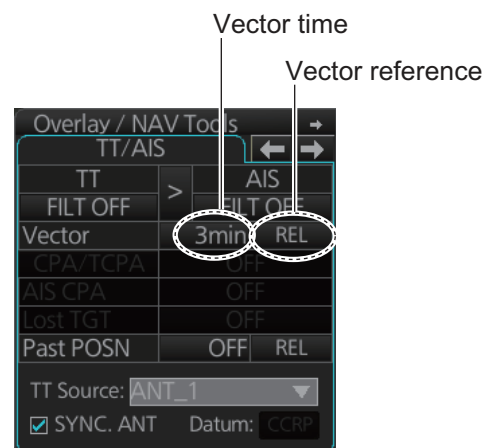 Vector time
Vector reference
Overlay / NAV Tools →
TT/AIS ← →
TT > AIS
FILT OFF FILT OFF
Vector 3min REL
CPA/TCPA OFF
AIS CPA OFF
Lost TGT OFF
Past POSN OFF REL
TT Source: ANT_1 ▼
☑ SYNC. ANT Datum: CCRP